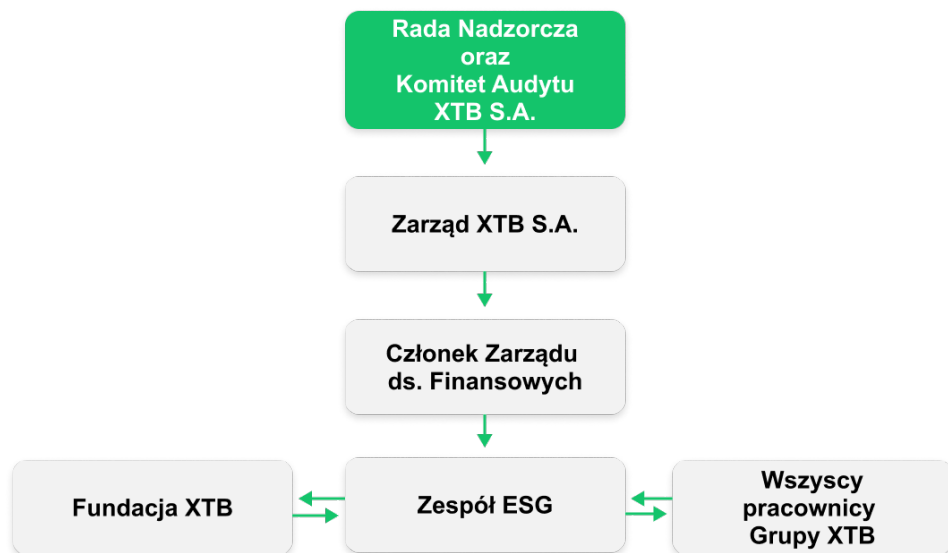 Rada Nadzorcza
oraz
Komitet Audytu
XTB S.A.
Zarząd XTB S.A.
Członek Zarządu
ds. Finansowych
Fundacja XTB
Zespół ESG
Wszyscy
pracownicy
Grupy XTB